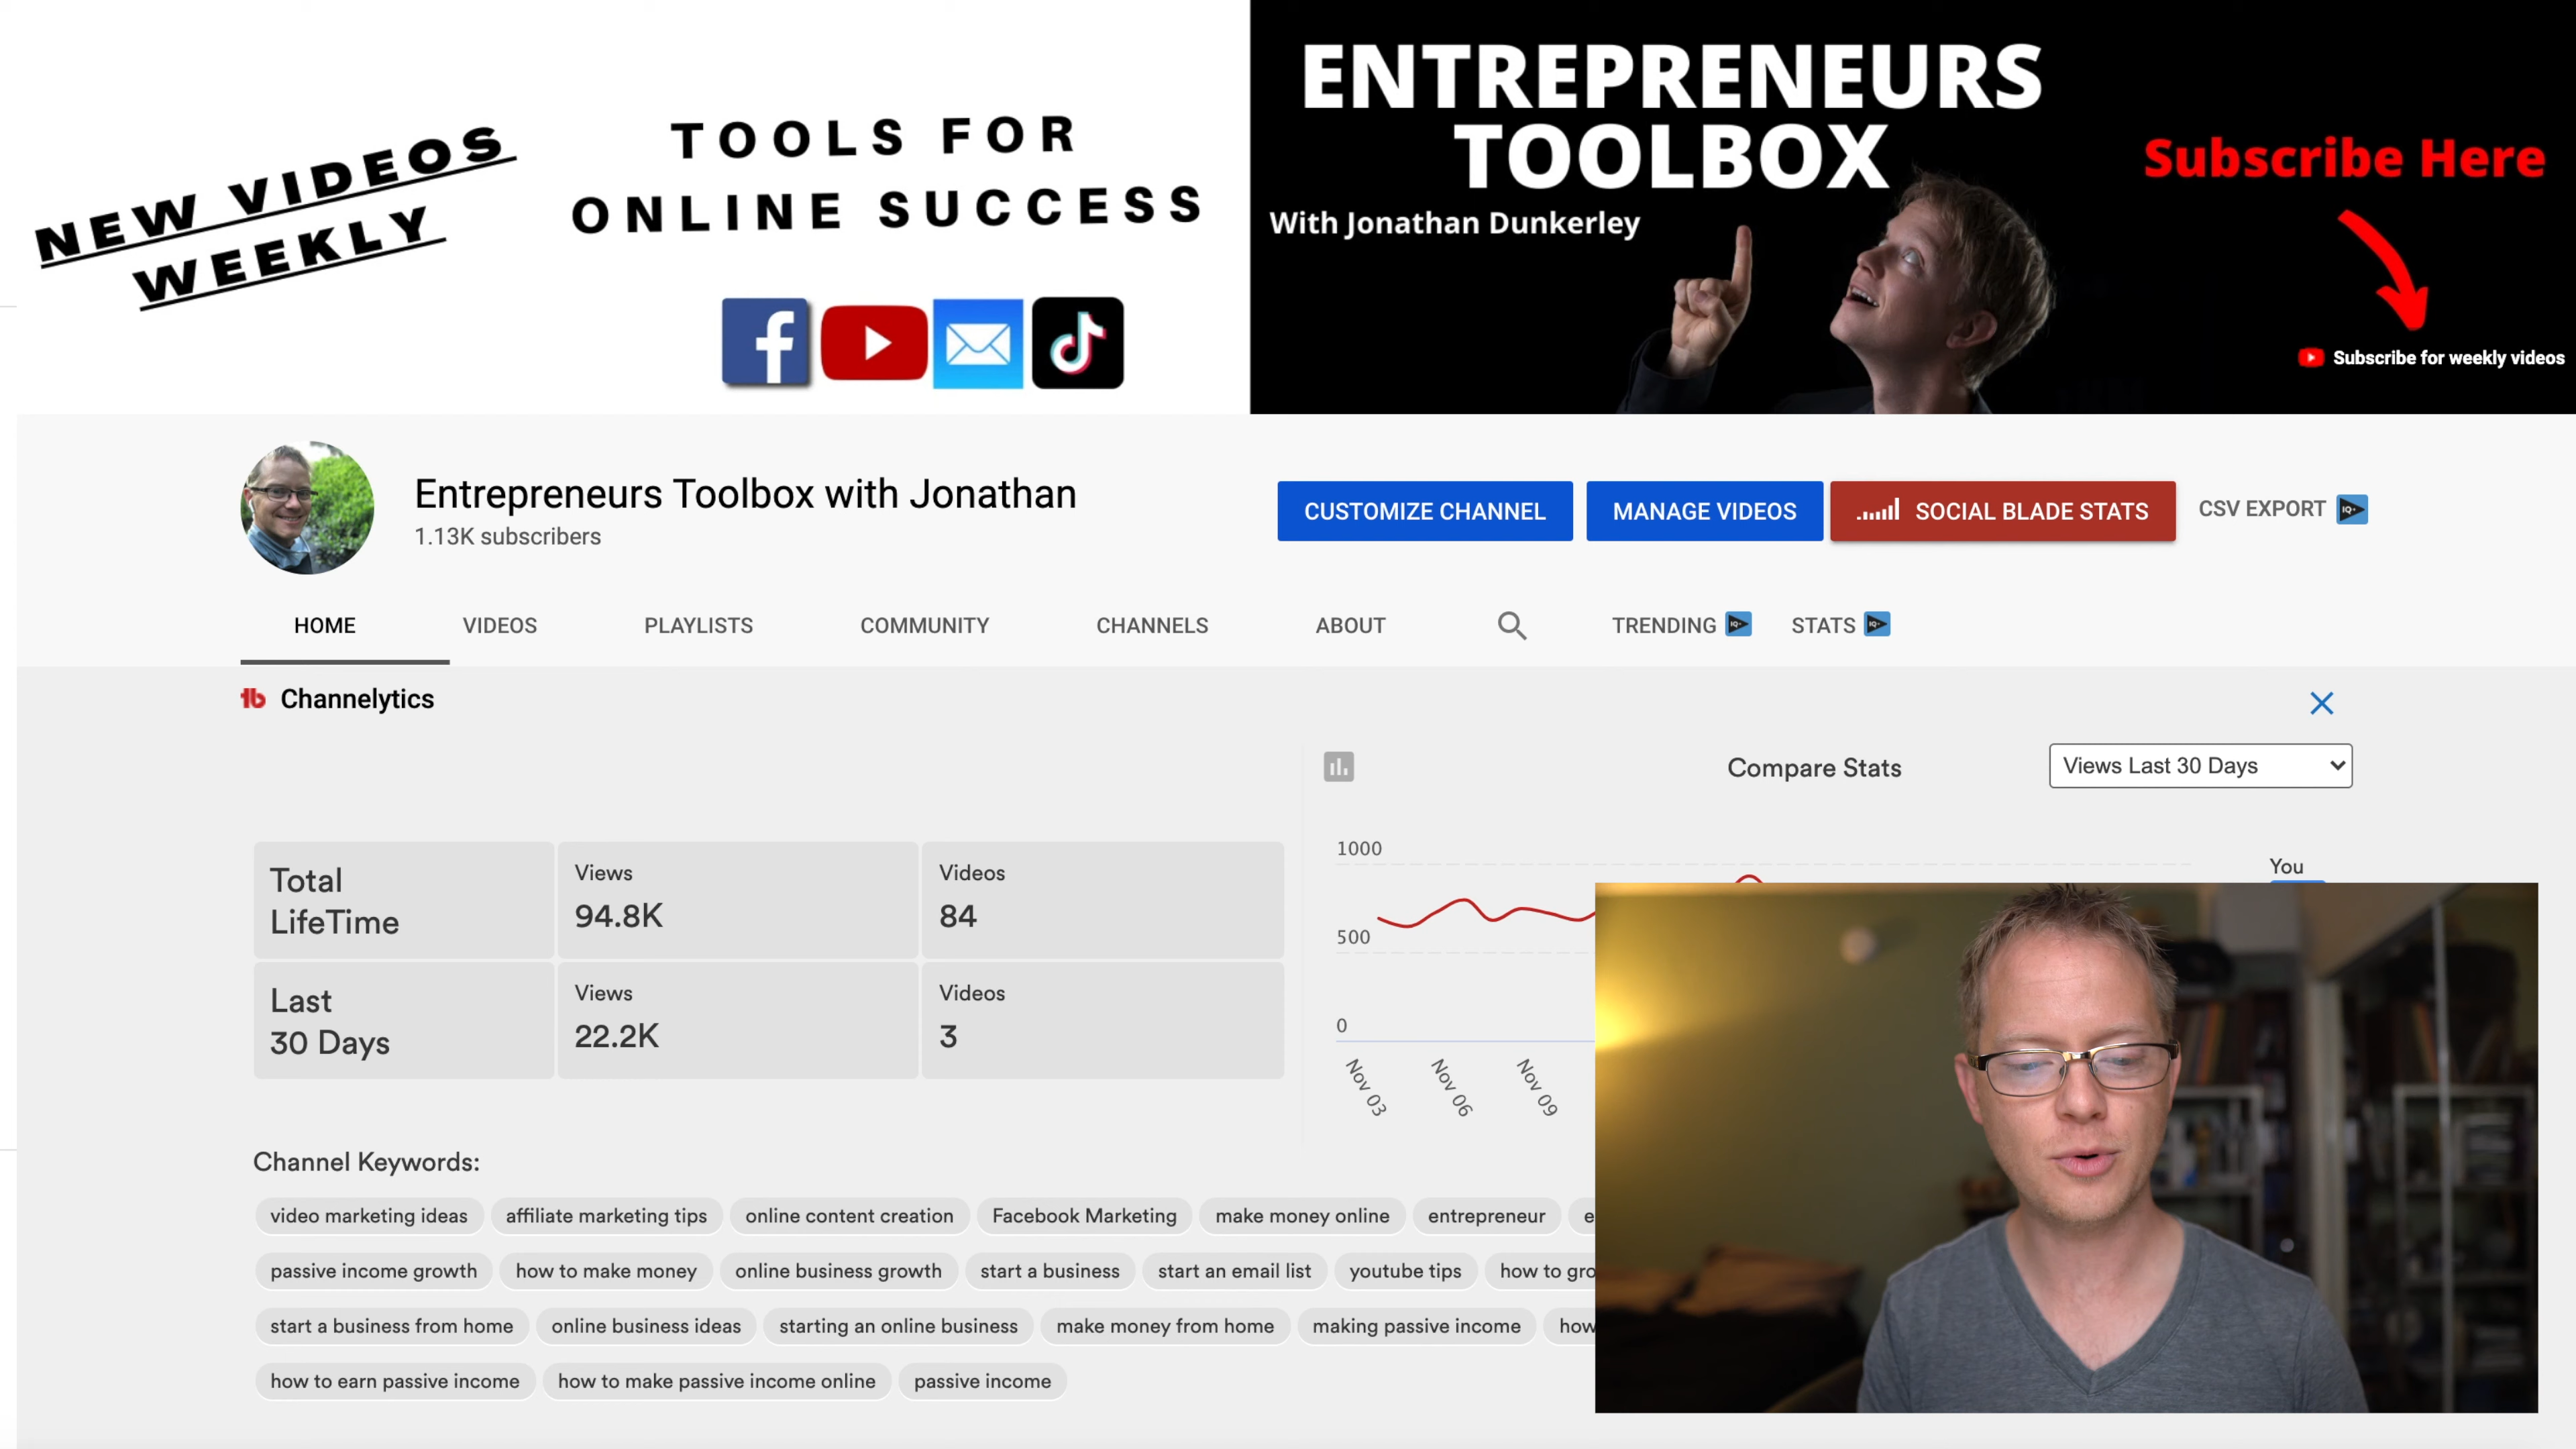 NEW VIDEOS
WEEKLY
TOOLS FOR
ONLINE SUCCESS
ENTREPRENEURS
TOOLBOX
With Jonathan Dunkerley
Subscribe Here
Subscribe for weekly videos
Entrepreneurs Toolbox with Jonathan
1.13K subscribers
CUSTOMIZE CHANNEL
MANAGE VIDEOS
SOCIAL BLADE STATS
CSV EXPORT
HOME VIDEOS PLAYLISTS COMMUNITY CHANNELS ABOUT TRENDING STATS
Channelytics
Compare Stats
Views Last 30 Days
Total
LifeTime
Views
94.8K
Videos
84
Last
30 Days
Views
22.2K
Videos
3
1000
500
0
Nov 03
Nov 06
Nov 09
You
Channel Keywords:
video marketing ideas affiliate marketing tips online content creation Facebook Marketing make money online entrepreneur
passive income growth how to make money online business growth start a business start an email list youtube tips how to
start a business from home online business ideas starting an online business make money from home making passive income how
how to earn passive income how to make passive income online passive income